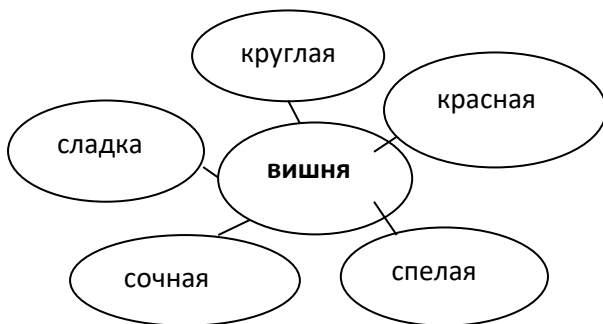 круглая
красная
сладка
вишня
сочная
спелая